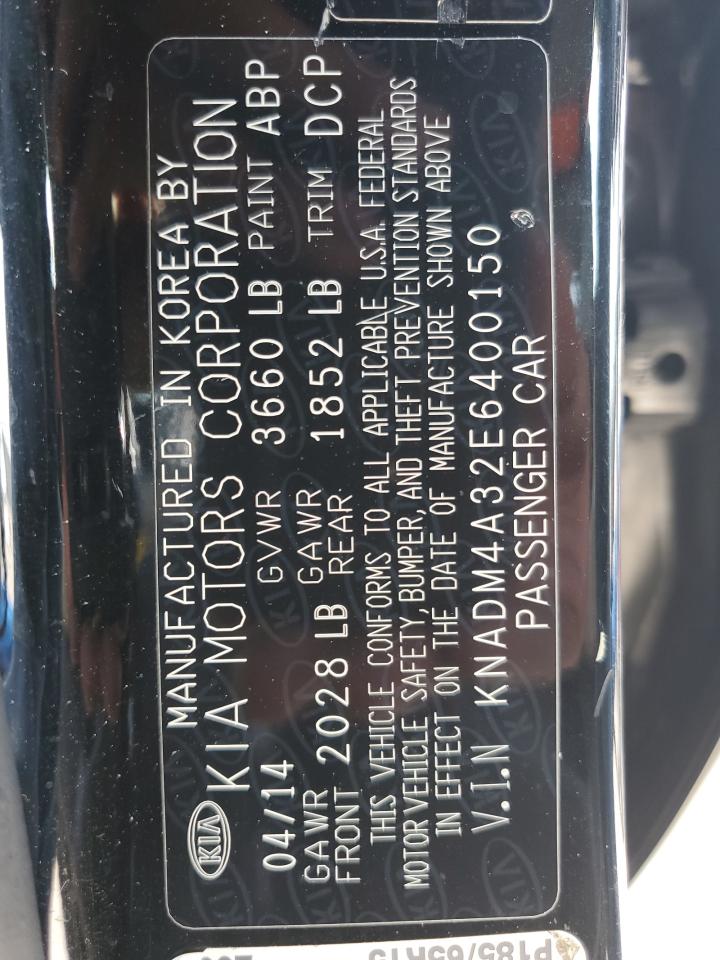 KIA
MANUFACTURED IN KOREA BY
KIA MOTORS CORPORATION
04/14 GVWR 3660 LB PAINT ABP
GAWR FRONT 2028 LB GAWR REAR 1852 LB TRIM DCP
THIS VEHICLE CONFORMS TO ALL APPLICABLE U.S.A. FEDERAL
MOTOR VEHICLE SAFETY, BUMPER, AND THEFT PREVENTION STANDARDS
IN EFFECT ON THE DATE OF MANUFACTURE SHOWN ABOVE
V.I.N KNADM4A32E6400150
PASSENGER CAR
P185/65R15